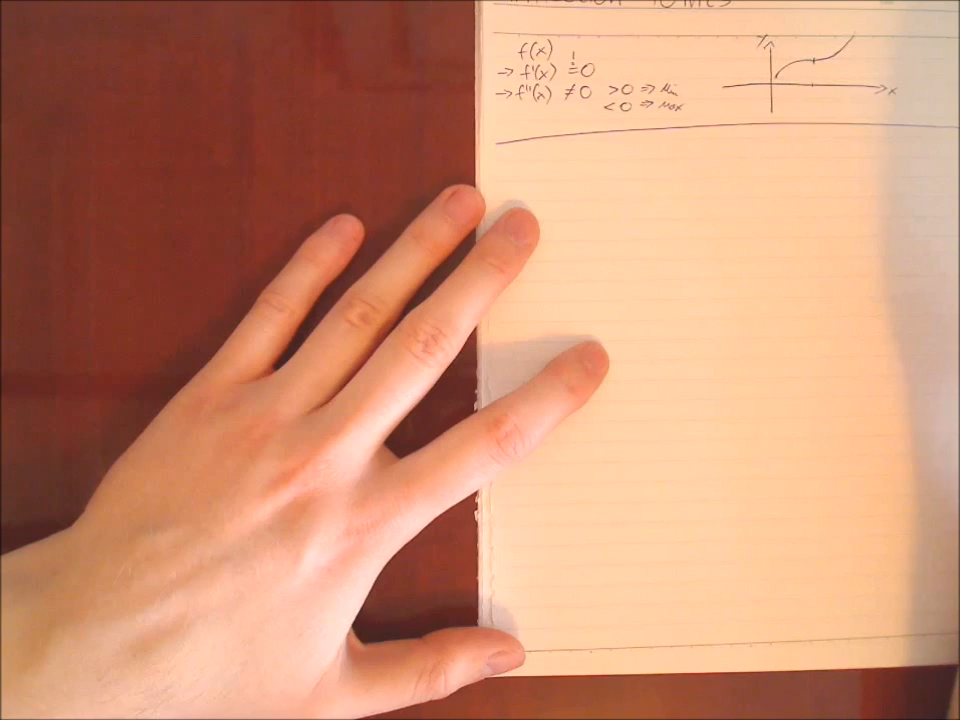 f(x)
→ f'(x) != 0
→ f''(x) ≠ 0 > 0 ⇒ Min
< 0 ⇒ Max
y
x